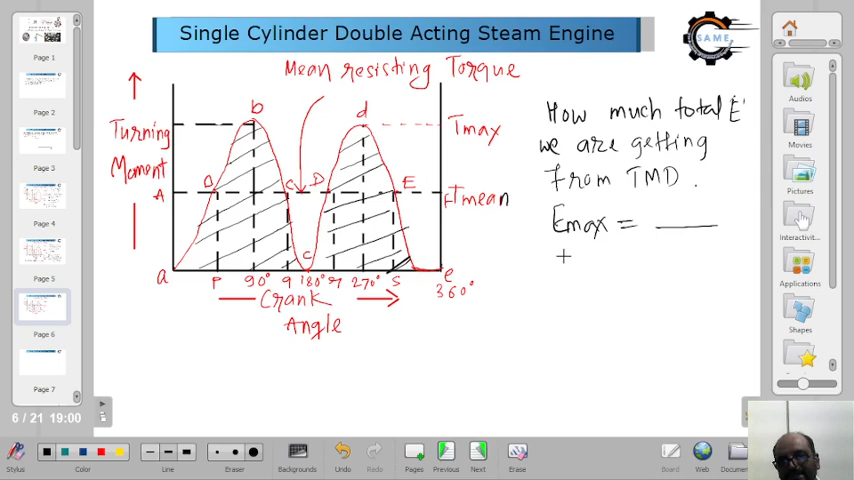 Single Cylinder Double Acting Steam Engine
SAME
Mean resisting Torque
Turning
Moment
b
d
Tmax
A
B
C
D
E
F
Tmean
a
p
90°
q
c
180°
r
270°
s
e
360°
Crank
Angle
How much total E'
we are getting
From TMD.
Emax = ____
+
Page 1
Page 2
Page 3
Page 4
Page 5
Page 6
Page 7
6 / 21 19:00
Audios
Movies
Pictures
Interactivit...
Applications
Shapes
Stylus
Color
Line
Eraser
Backgrounds
Undo
Redo
Pages
Previous
Next
Erase
Board
Web
Documen